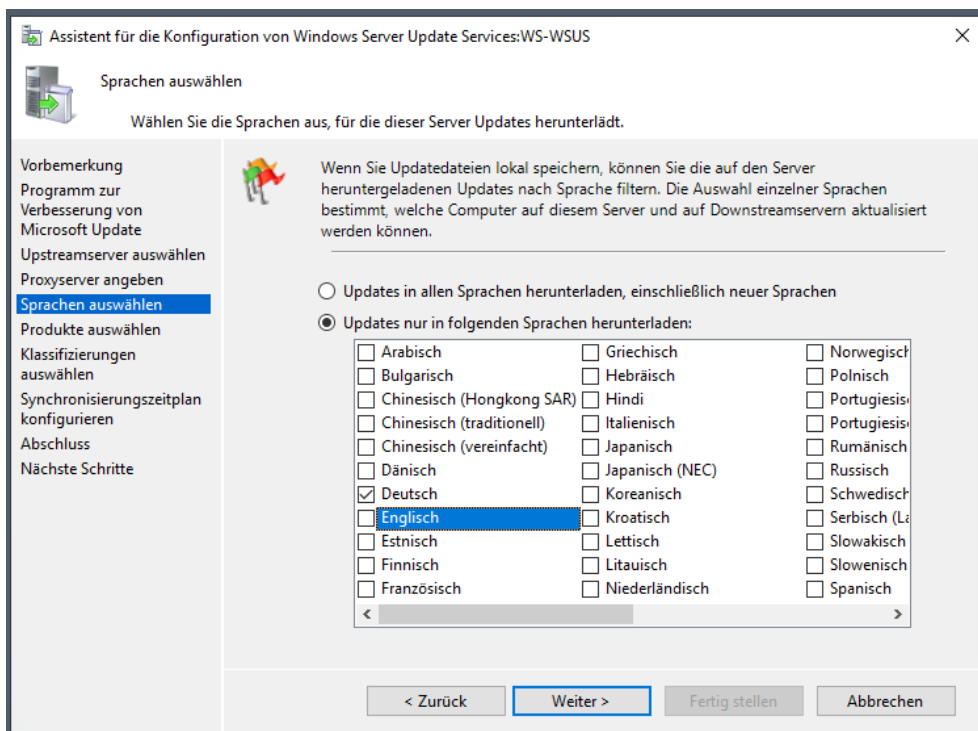 Assistent für die Konfiguration von Windows Server Update Services:WS-WSUS
Sprachen auswählen
Wählen Sie die Sprachen aus, für die dieser Server Updates herunterlädt.
Vorbemerkung
Programm zur
Verbesserung von
Microsoft Update
Upstreamserver auswählen
Proxyserver angeben
Sprachen auswählen
Produkte auswählen
Klassifizierungen
auswählen
Synchronisierungszeitplan
konfigurieren
Abschluss
Nächste Schritte
Wenn Sie Updatedateien lokal speichern, können Sie die auf den Server
heruntergeladenen Updates nach Sprache filtern. Die Auswahl einzelner Sprachen
bestimmt, welche Computer auf diesem Server und auf Downstreamservern aktualisiert
werden können.
Updates in allen Sprachen herunterladen, einschließlich neuer Sprachen
Updates nur in folgenden Sprachen herunterladen:
Arabisch
Bulgarisch
Chinesisch (Hongkong SAR)
Chinesisch (traditionell)
Chinesisch (vereinfacht)
Dänisch
Deutsch
Englisch
Estnisch
Finnisch
Französisch
Griechisch
Hebräisch
Hindi
Italienisch
Japanisch
Japanisch (NEC)
Koreanisch
Kroatisch
Lettisch
Litauisch
Niederländisch
Norwegisch
Polnisch
Rumänisch
Russisch
Schwedisch
Serbisch
Slowakisch
Slowenisch
Spanisch
< Zurück
Weiter >
Fertig stellen
Abbrechen